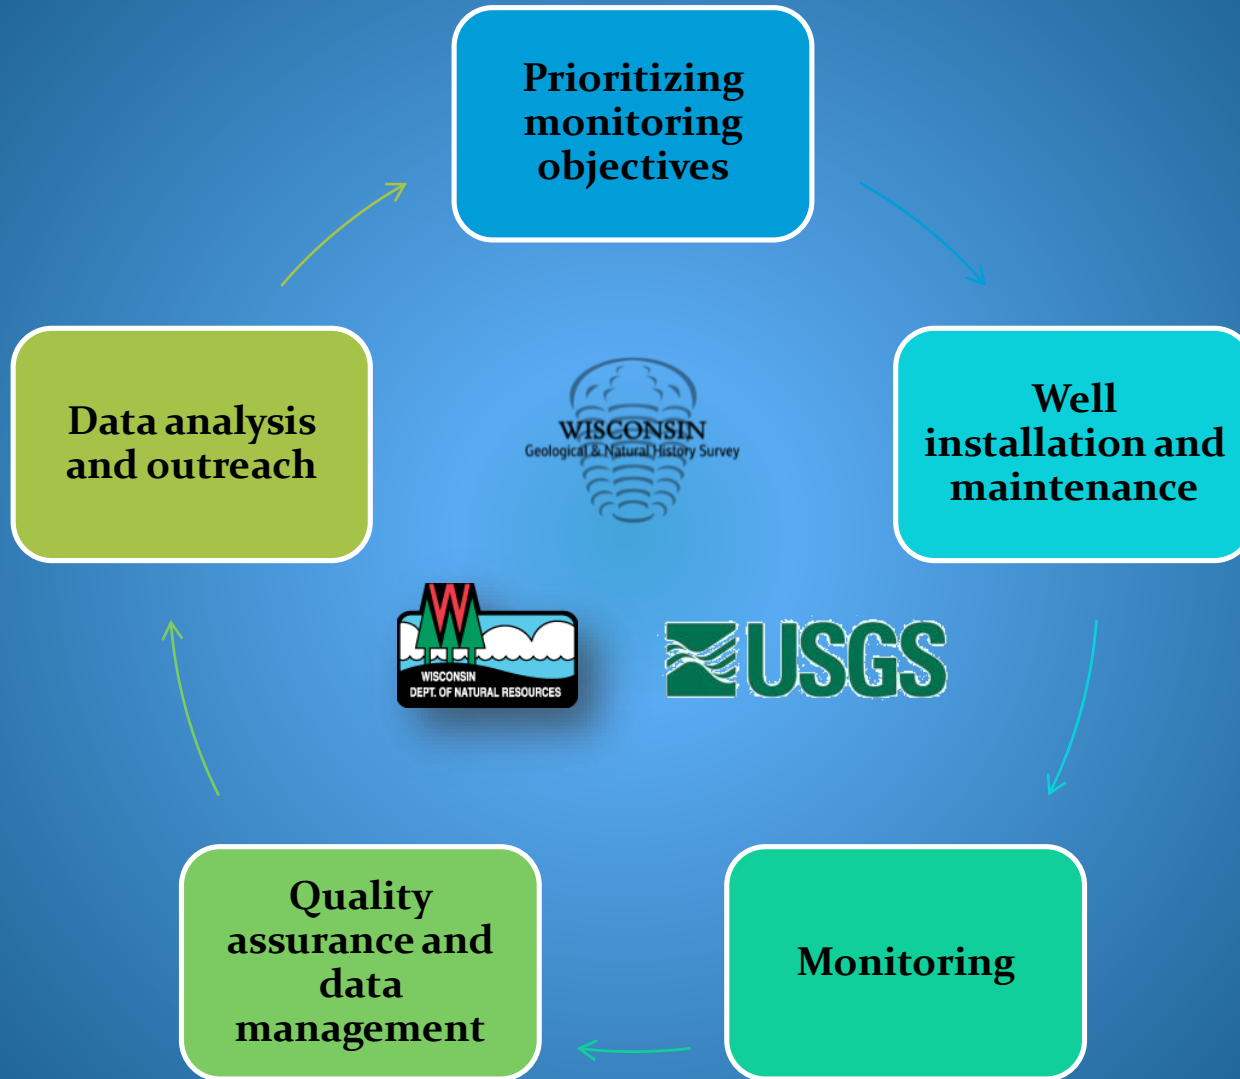 Prioritizing
monitoring
objectives
Well
installation and
maintenance
Monitoring
Quality
assurance and
data
management
Data analysis
and outreach
WISCONSIN
Geological & Natural History Survey
W
WISCONSIN
DEPT. OF NATURAL RESOURCES
USGS